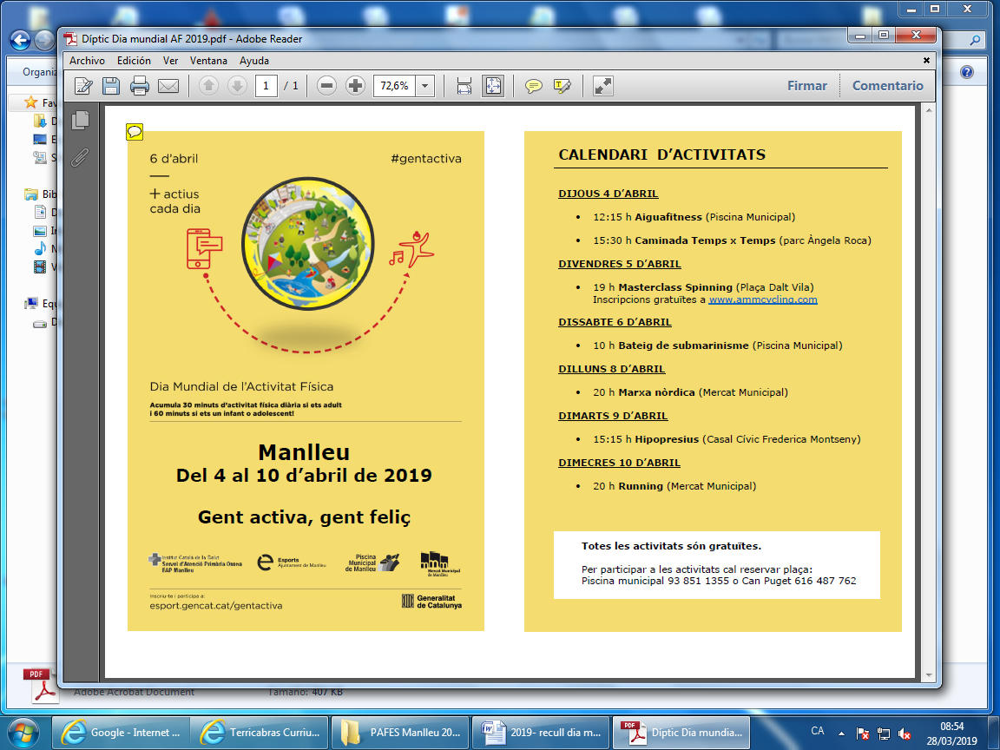 Díptic Dia mundial AF 2019.pdf - Adobe Reader
Archivo Edición Ver Ventana Ayuda
1 / 1 72,6% Firmar Comentario
Organiz
Fav
Bib
Equ
6 d'abril #gentactiva
+ actius
cada dia
Dia Mundial de l'Activitat Física
Acumula 30 minuts d'activitat física diària si ets adult
i 60 minuts si ets un infant o adolescent!
Manlleu
Del 4 al 10 d'abril de 2019
Gent activa, gent feliç
Institut Català de la Salut
Servei d'Atenció Primària Osona
EAP Manlleu
Esports
Ajuntament de Manlleu
Piscina
Municipal
de Manlleu
Mercat Municipal
de Manlleu
Inscriu-te i participa a:
esport.gencat.cat/gentactiva
Generalitat
de Catalunya
CALENDARI D'ACTIVITATS
DIJOUS 4 D'ABRIL
• 12:15 h Aiguafitness (Piscina Municipal)
• 15:30 h Caminada Temps x Temps (parc Àngela Roca)
DIVENDRES 5 D'ABRIL
• 19 h Masterclass Spinning (Plaça Dalt Vila)
Inscripcions gratuïtes a www.ammcycling.com
DISSABTE 6 D'ABRIL
• 10 h Bateig de submarinisme (Piscina Municipal)
DILLUNS 8 D'ABRIL
• 20 h Marxa nòrdica (Mercat Municipal)
DIMARTS 9 D'ABRIL
• 15:15 h Hipopresius (Casal Cívic Frederica Montseny)
DIMECRES 10 D'ABRIL
• 20 h Running (Mercat Municipal)
Totes les activitats són gratuïtes.
Per participar a les activitats cal reservar plaça:
Piscina municipal 93 851 1355 o Can Puget 616 487 762
PDF
Adobe Acrobat Document Tamaño: 407 KB
Google - Internet ...
Terricabras Curriu...
PAFES Manlleu 20...
2019- recull dia m...
PDF
Díptic Dia mundia...
CA
08:54
28/03/2019